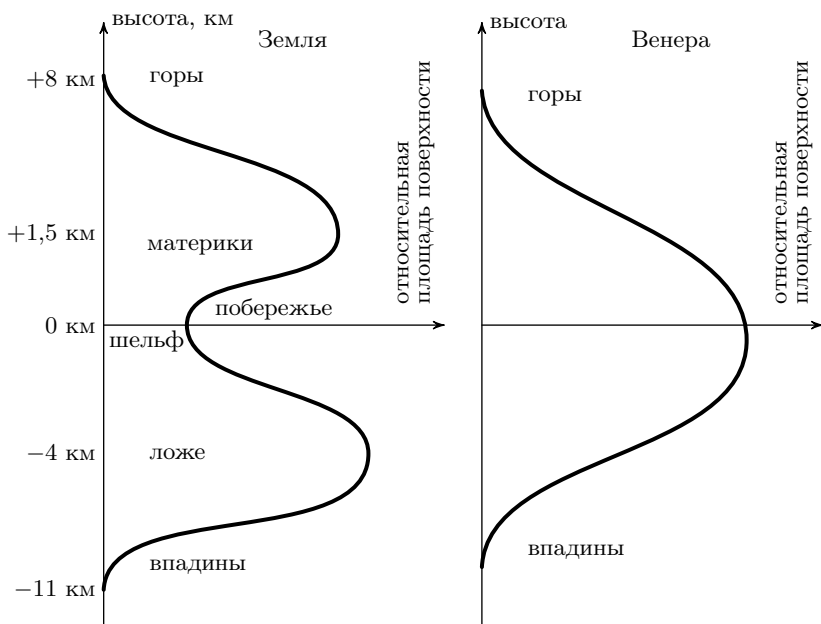 высота, км
Земля
+8 км
горы
относительная
площадь поверхности
+1,5 км
материки
побережье
0 км
шельф
−4 км
ложе
впадины
−11 км
высота
Венера
горы
относительная
площадь поверхности
впадины